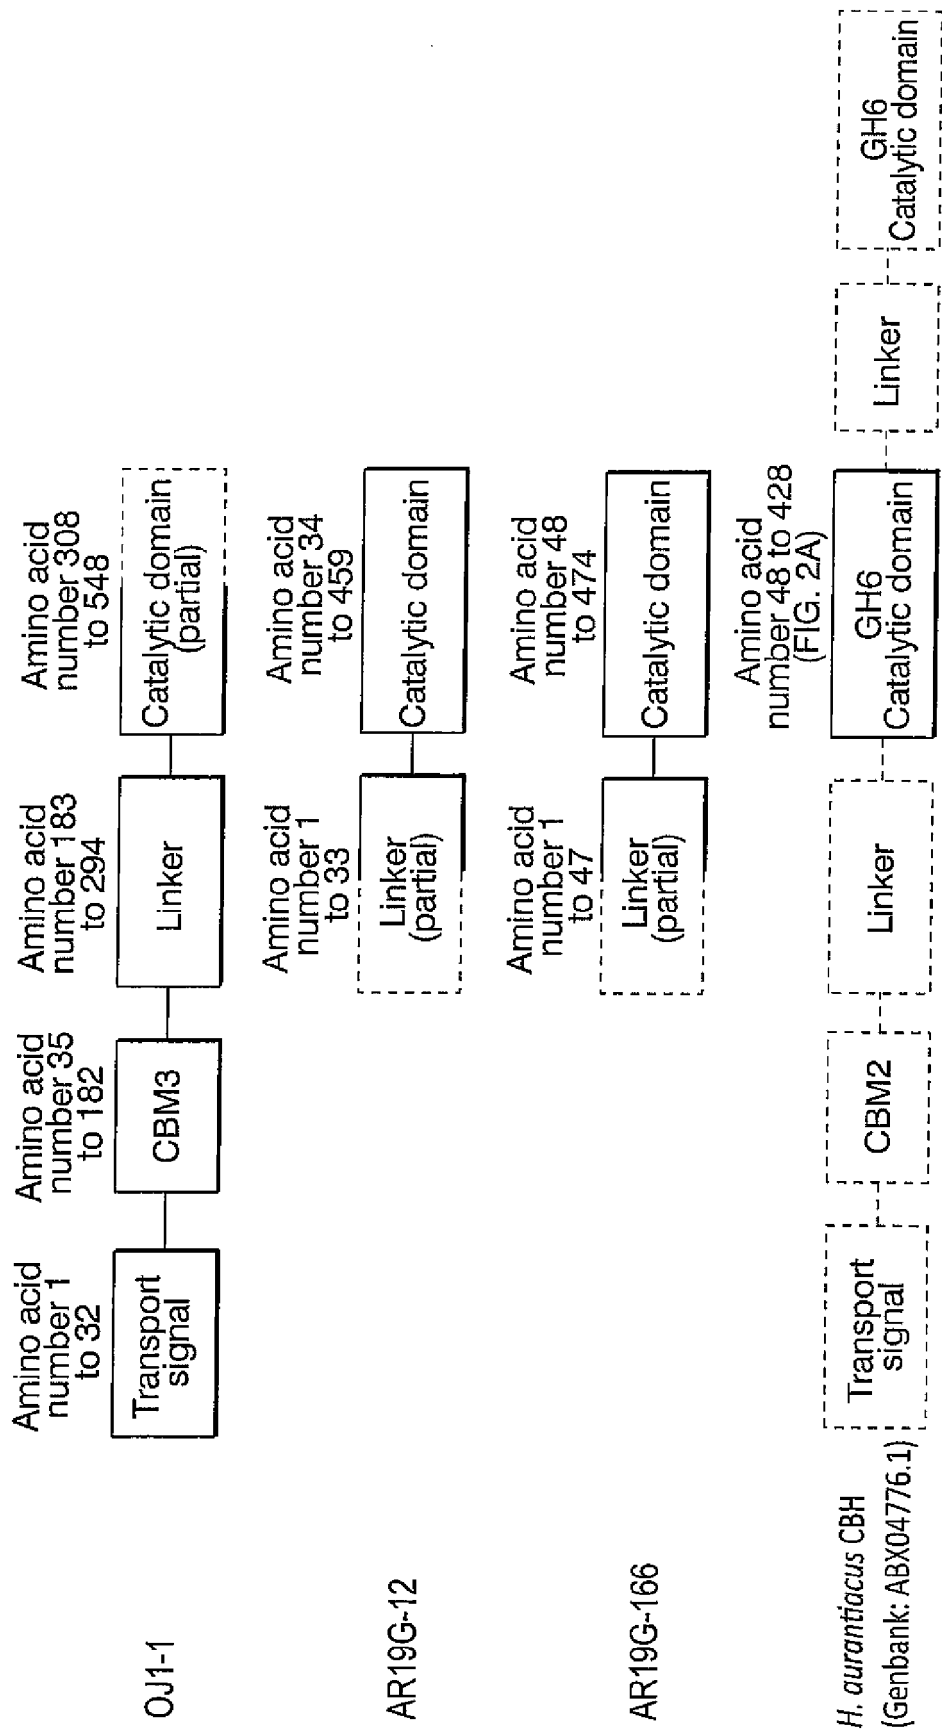 OJ1-1
Amino acid
number 1
to 32
Transport
signal
Amino acid
number 35
to 182
CBM3
Amino acid
number 183
to 294
Linker
Amino acid
number 308
to 548
Catalytic domain
(partial)
AR19G-12
Amino acid
number 1
to 33
Linker
(partial)
Amino acid
number 34
to 459
Catalytic domain
AR19G-166
Amino acid
number 1
to 47
Linker
(partial)
Amino acid
number 48
to 474
Catalytic domain
H. aurantiacus CBH
(Genbank: ABX04776.1)
Transport
signal
CBM2
Linker
Amino acid
number 48 to 428
(FIG. 2A)
GH6
Catalytic domain
Linker
GH6
Catalytic domain